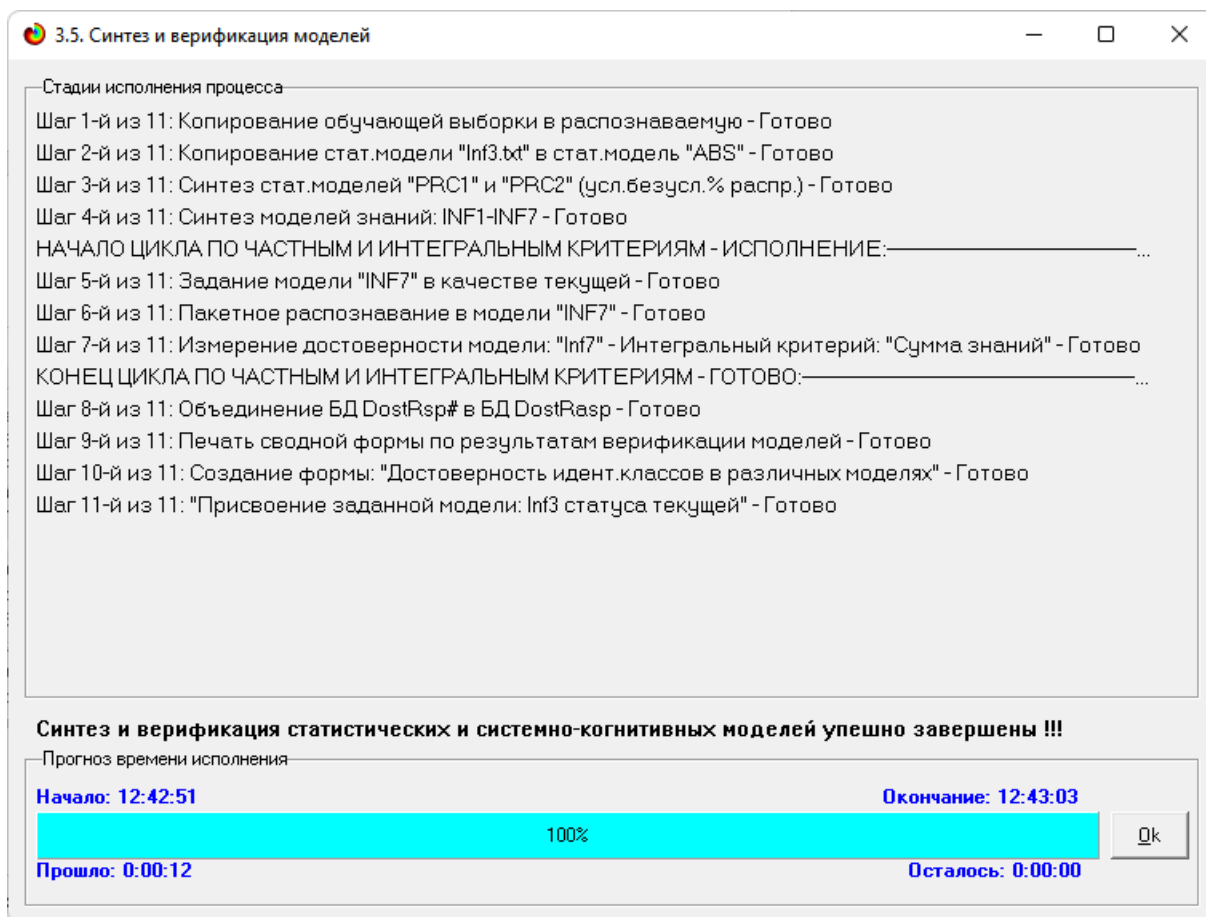 3.5. Синтез и верификация моделей
Стадии исполнения процесса
Шаг 1-й из 11: Копирование обучающей выборки в распознаваемую - Готово
Шаг 2-й из 11: Копирование стат.модели "Inf3.txt" в стат.модель "ABS" - Готово
Шаг 3-й из 11: Синтез стат.моделей "PRC1" и "PRC2" (усл.безусл.% распр.) - Готово
Шаг 4-й из 11: Синтез моделей знаний: INF1-INF7 - Готово
НАЧАЛО ЦИКЛА ПО ЧАСТНЫМ И ИНТЕГРАЛЬНЫМ КРИТЕРИЯМ - ИСПОЛНЕНИЕ:────────────────...
Шаг 5-й из 11: Задание модели "INF7" в качестве текущей - Готово
Шаг 6-й из 11: Пакетное распознавание в модели "INF7" - Готово
Шаг 7-й из 11: Измерение достоверности модели: "Inf7" - Интегральный критерий: "Сумма знаний" - Готово
КОНЕЦ ЦИКЛА ПО ЧАСТНЫМ И ИНТЕГРАЛЬНЫМ КРИТЕРИЯМ - ГОТОВО:────────────────...
Шаг 8-й из 11: Объединение БД DostRsp# в БД DostRasp - Готово
Шаг 9-й из 11: Печать сводной формы по результатам верификации моделей - Готово
Шаг 10-й из 11: Создание формы: "Достоверность идент.классов в различных моделях" - Готово
Шаг 11-й из 11: "Присвоение заданной модели: Inf3 статуса текущей" - Готово
Синтез и верификация статистических и системно-когнитивных моделей упешно завершены !!!
Прогноз времени исполнения
Начало: 12:42:51 Окончание: 12:43:03
100% Ok
Прошло: 0:00:12 Осталось: 0:00:00